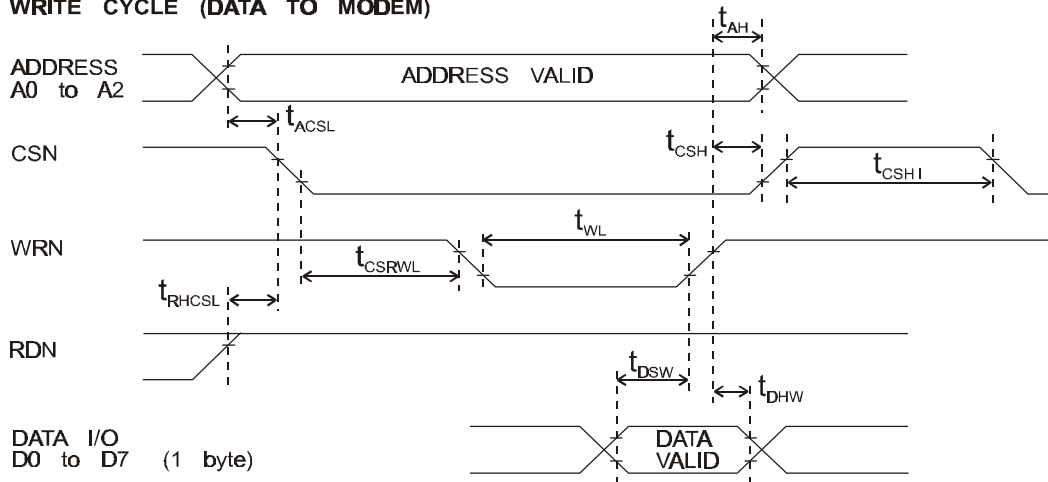 WRITE CYCLE (DATA TO MODEM)
tAH
ADDRESS
A0 to A2
ADDRESS VALID
tACSL
CSN
tCSH
tCSHI
WRN
tWL
tCSRWL
tRHCSL
RDN
tDSW
tDHW
DATA I/O
D0 to D7 (1 byte)
DATA
VALID